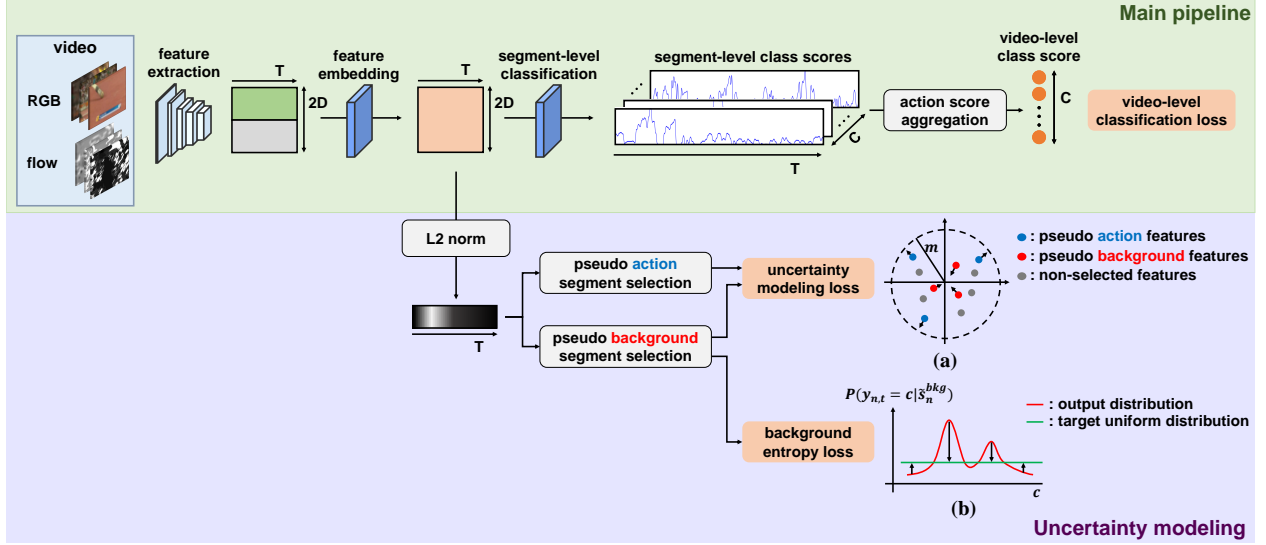 Main pipeline
video
RGB
flow
feature
extraction
T
2D
feature
embedding
T
2D
segment-level
classification
segment-level class scores
T
C
action score
aggregation
video-level
class score
C
video-level
classification loss
L2 norm
T
pseudo action
segment selection
pseudo background
segment selection
uncertainty
modeling loss
background
entropy loss
m
: pseudo action features
: pseudo background features
: non-selected features
(a)
P(y_{n,t} = c|s̃_n^{bkg})
: output distribution
: target uniform distribution
c
(b)
Uncertainty modeling